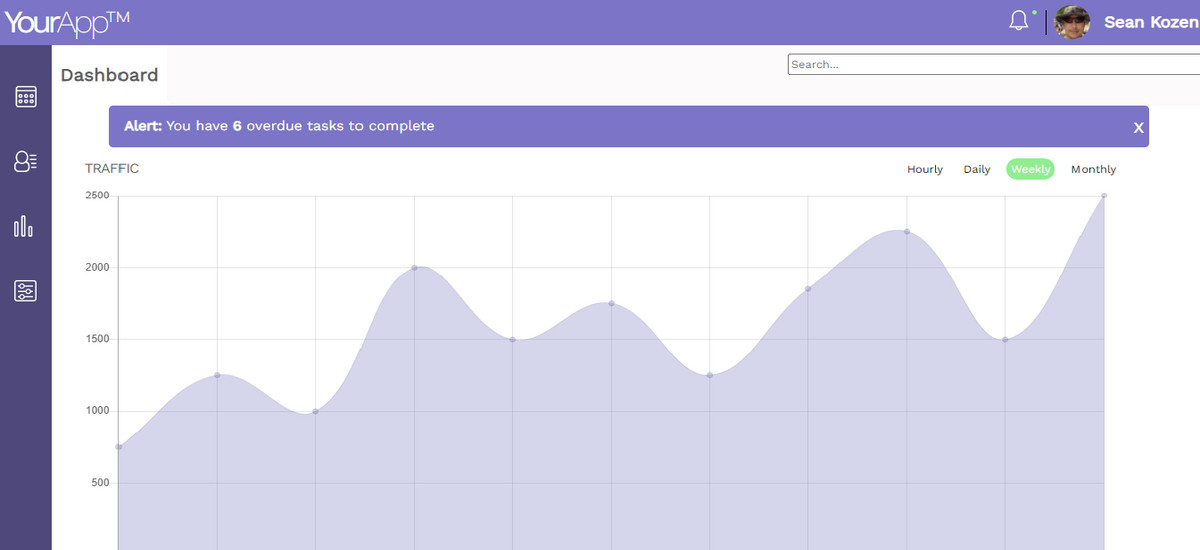 YourApp™
Sean Kozen
Dashboard
Search...
Alert: You have 6 overdue tasks to complete
X
TRAFFIC
Hourly Daily Weekly Monthly
2500
2000
1500
1000
500